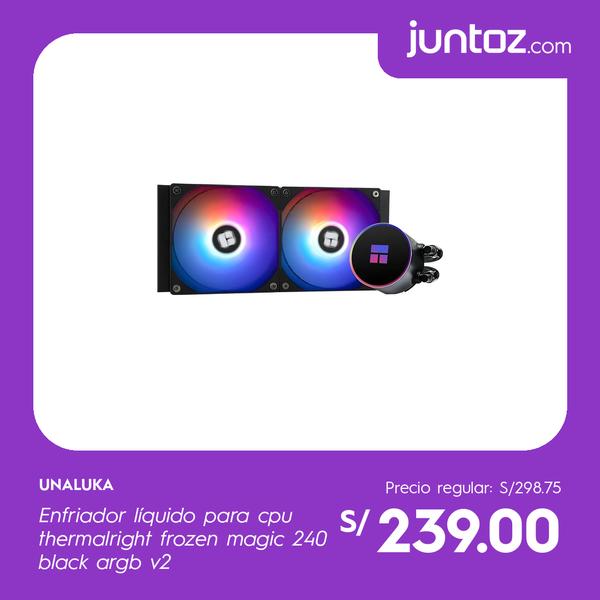 juntoz.com
UNALUKA
Enfriador líquido para cpu
thermalright frozen magic 240
black argb v2
Precio regular: S/298.75
S/ 239.00